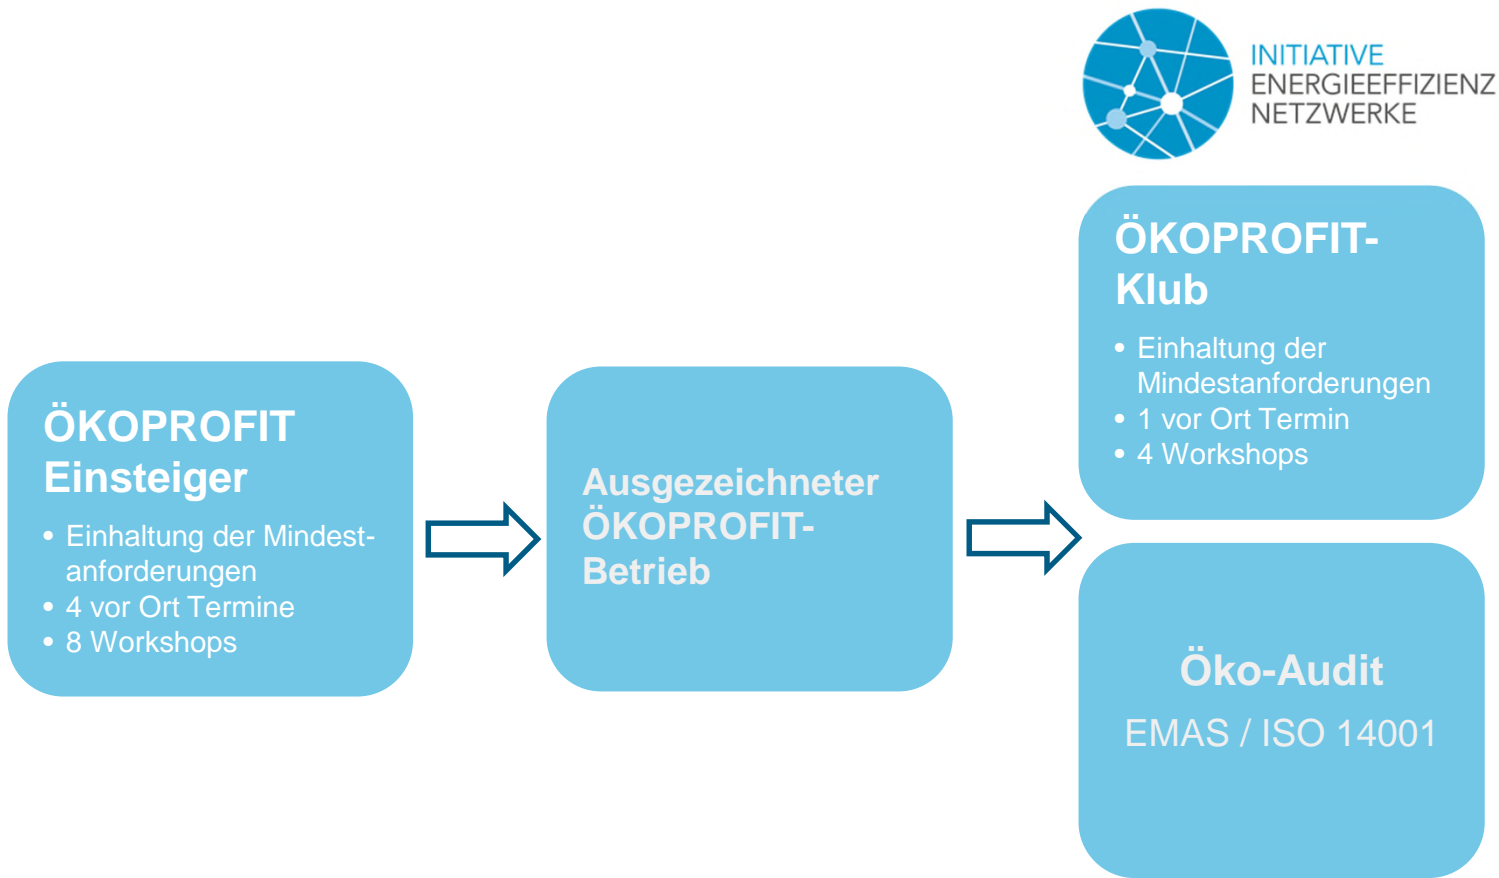 INITIATIVE
ENERGIEEFFIZIENZ
NETZWERKE
ÖKOPROFIT
Einsteiger
• Einhaltung der Mindest-
anforderungen
• 4 vor Ort Termine
• 8 Workshops
Ausgezeichneter
ÖKOPROFIT-
Betrieb
ÖKOPROFIT-
Klub
• Einhaltung der
Mindestanforderungen
• 1 vor Ort Termin
• 4 Workshops
Öko-Audit
EMAS / ISO 14001